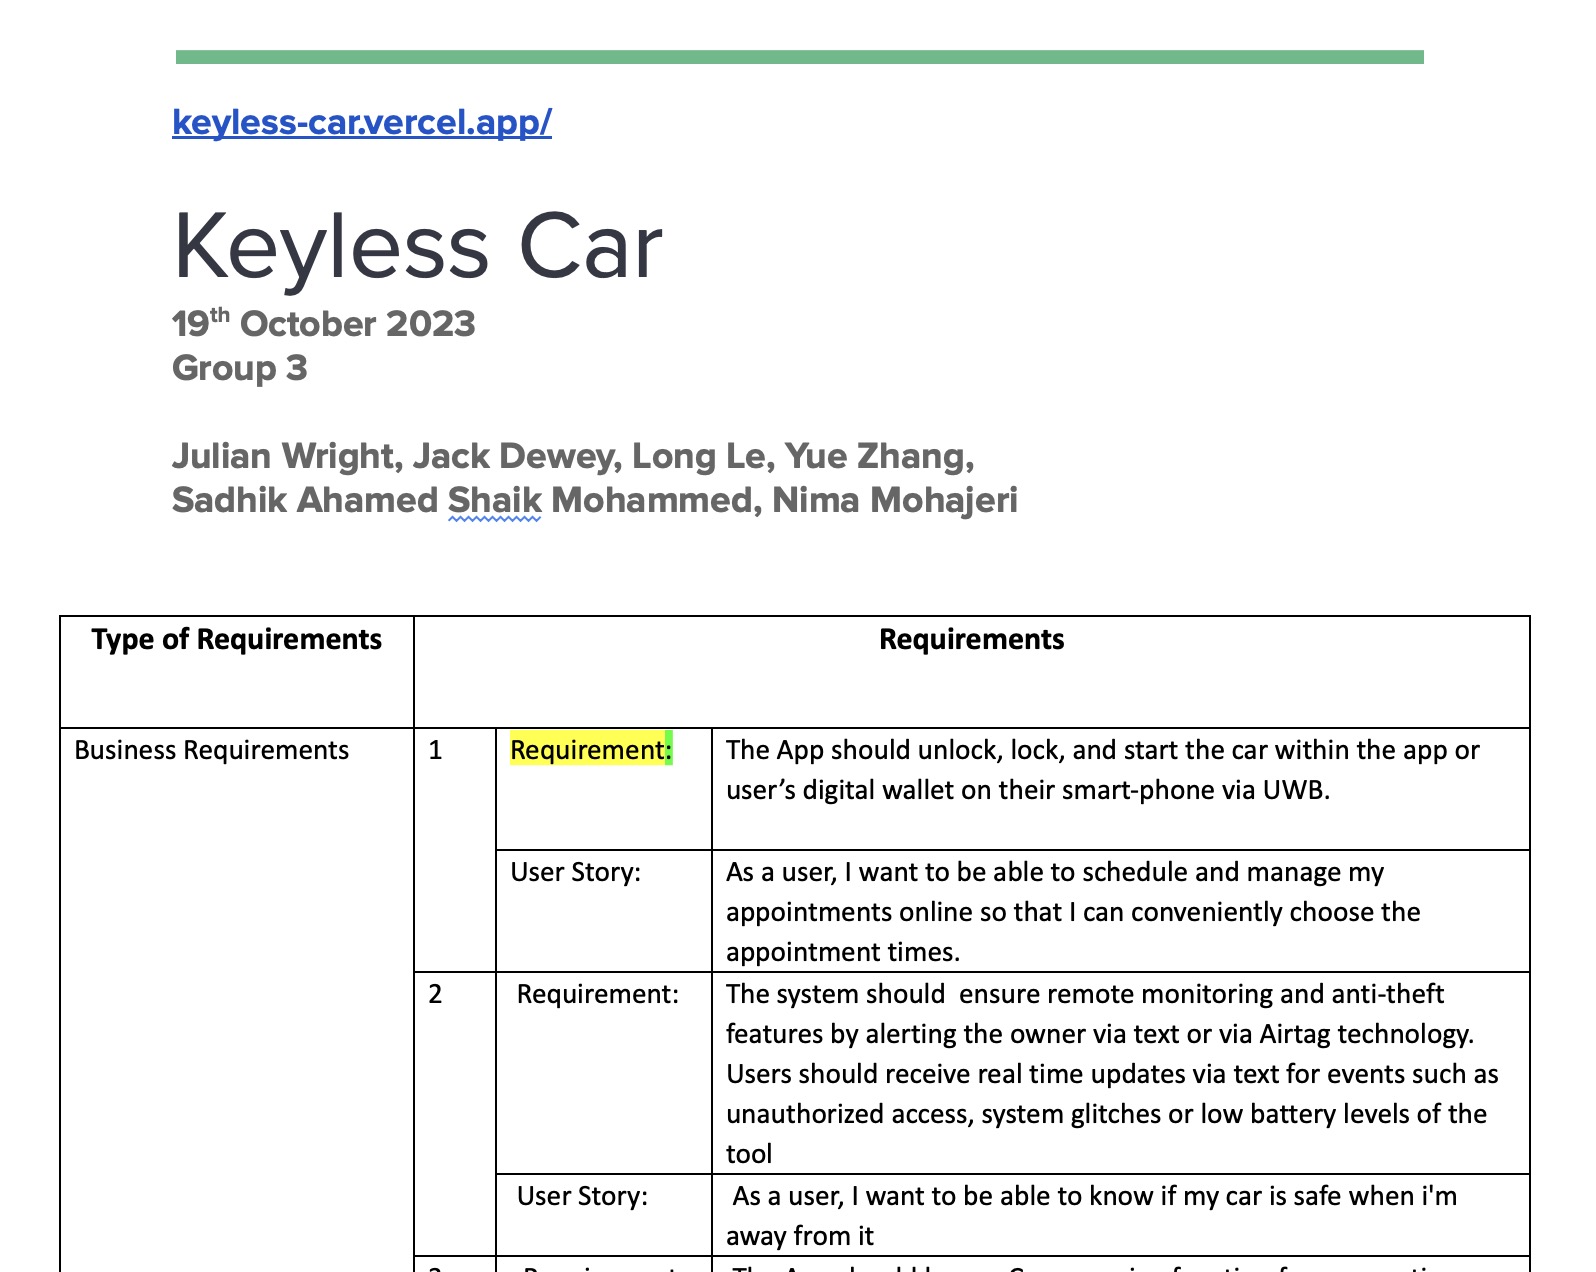 keyless-car.vercel.app/
Keyless Car
19th October 2023
Group 3
Julian Wright, Jack Dewey, Long Le, Yue Zhang,
Sadhik Ahamed Shaik Mohammed, Nima Mohajeri
Type of Requirements
Requirements
Business Requirements
1
Requirement:
The App should unlock, lock, and start the car within the app or
user’s digital wallet on their smart-phone via UWB.
User Story:
As a user, I want to be able to schedule and manage my
appointments online so that I can conveniently choose the
appointment times.
2
Requirement:
The system should  ensure remote monitoring and anti-theft
features by alerting the owner via text or via Airtag technology.
Users should receive real time updates via text for events such as
unauthorized access, system glitches or low battery levels of the
tool
User Story:
As a user, I want to be able to know if my car is safe when i'm
away from it